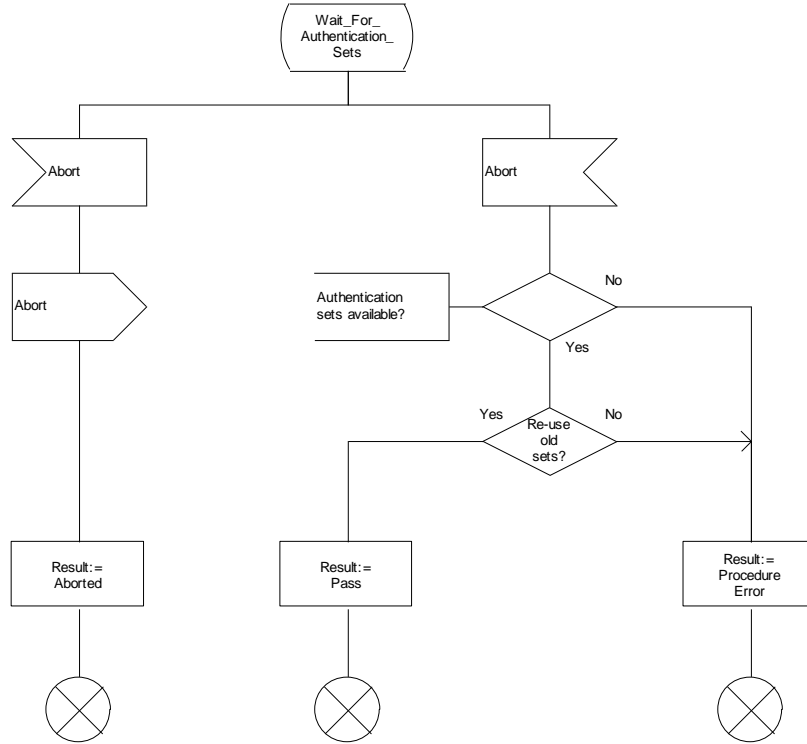 Wait_For_
Authentication_
Sets
Abort
Abort
Abort
Authentication
sets available?
No
Yes
Yes
Re-use
old
sets?
No
Result:=
Aborted
Result:=
Pass
Result:=
Procedure
Error